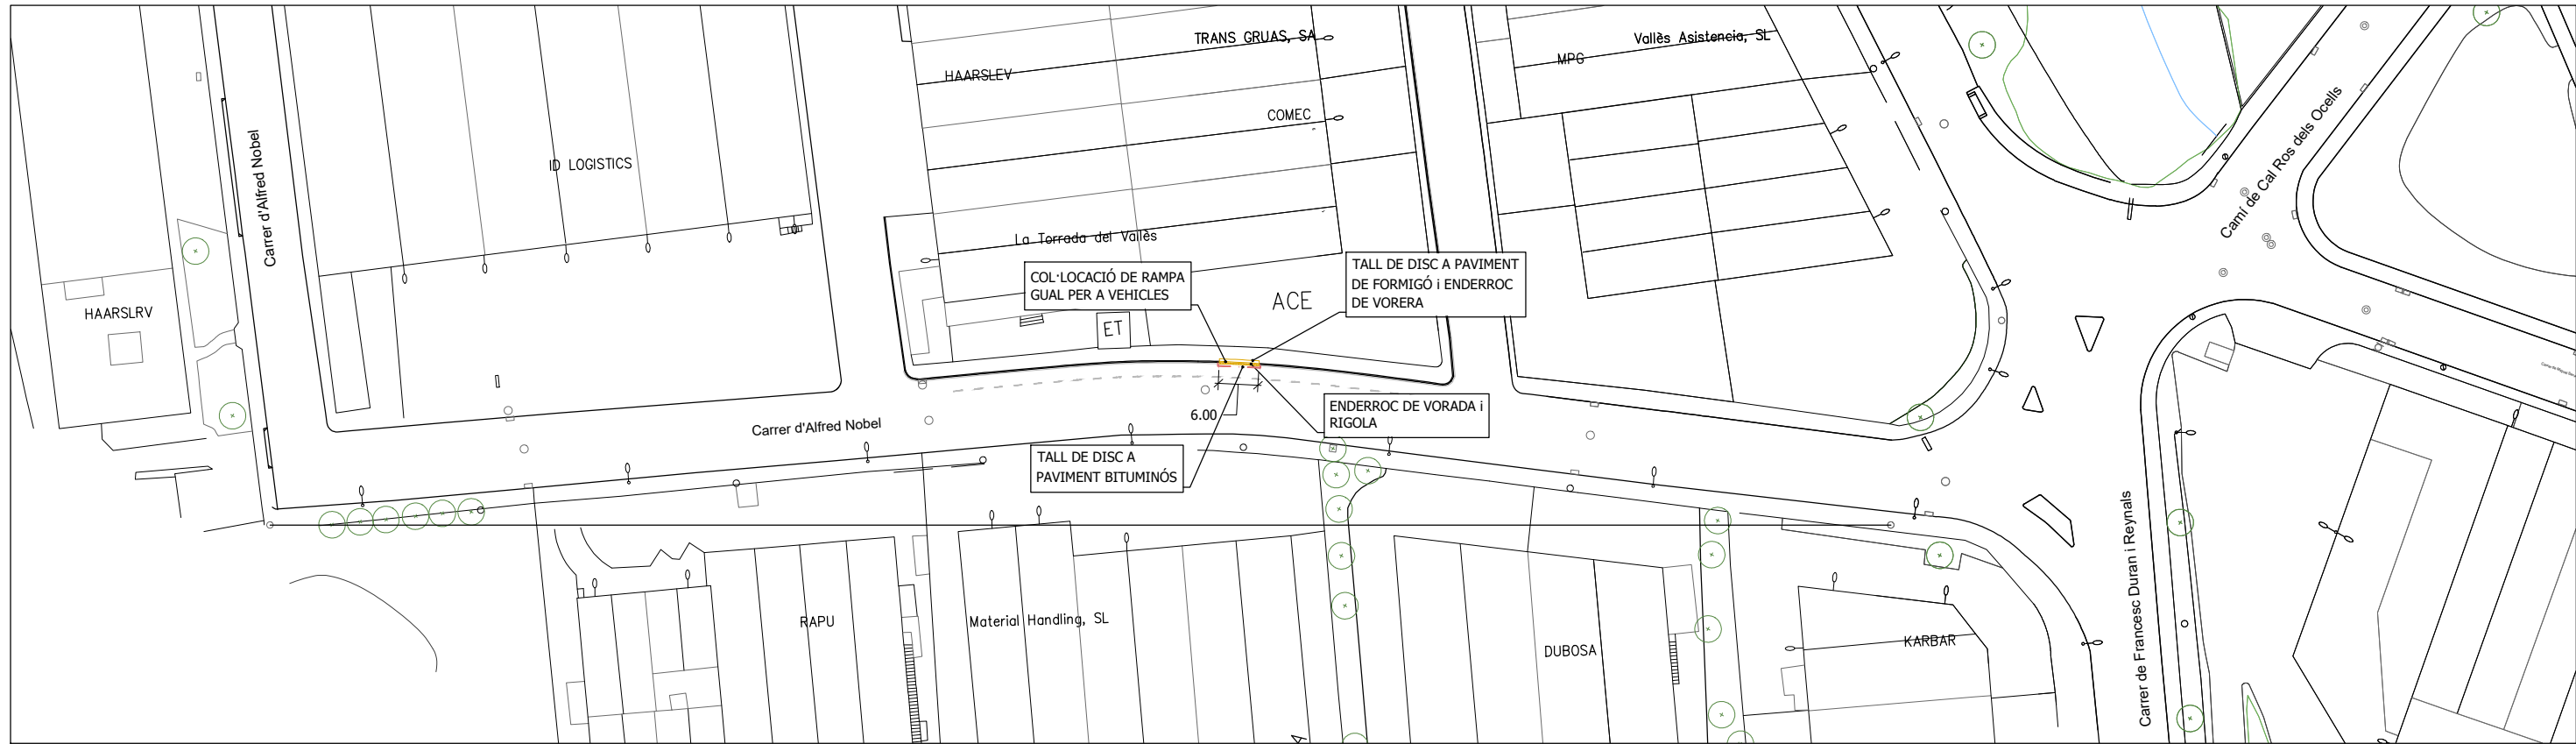 TRANS GRUAS, SA
Vallès Asistencia, SL
MPG
HAARSLEV
COMEC
Carrer d'Alfred Nobel
ID LOGISTICS
Camí de Cal Ros dels Ocells
La Torrada del Vallès
COL·LOCACIÓ DE RAMPA
GUAL PER A VEHICLES
TALL DE DISC A PAVIMENT
DE FORMIGÓ i ENDERROC
DE VORERA
ACE
HAARSLRV
ET
6.00
ENDERROC DE VORADA i
RIGOLA
Carrer d'Alfred Nobel
TALL DE DISC A
PAVIMENT BITUMINÓS
Carrer de Francesc Duran i Reynals
RAPU
Material Handling, SL
DUBOSA
KARBAR
A